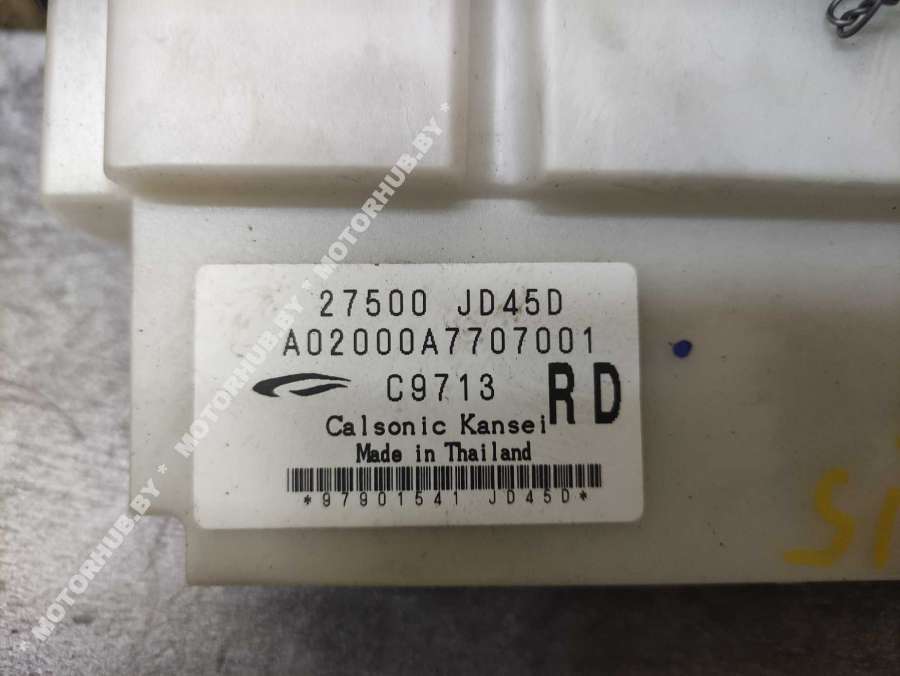 27500 JD45D
A02000A7707001
C9713 RD
Calsonic Kansei
Made in Thailand
*97901541 JD45D*
* MOTORHUB.BY * MOTORHUB.BY * MOTORHUB.BY *